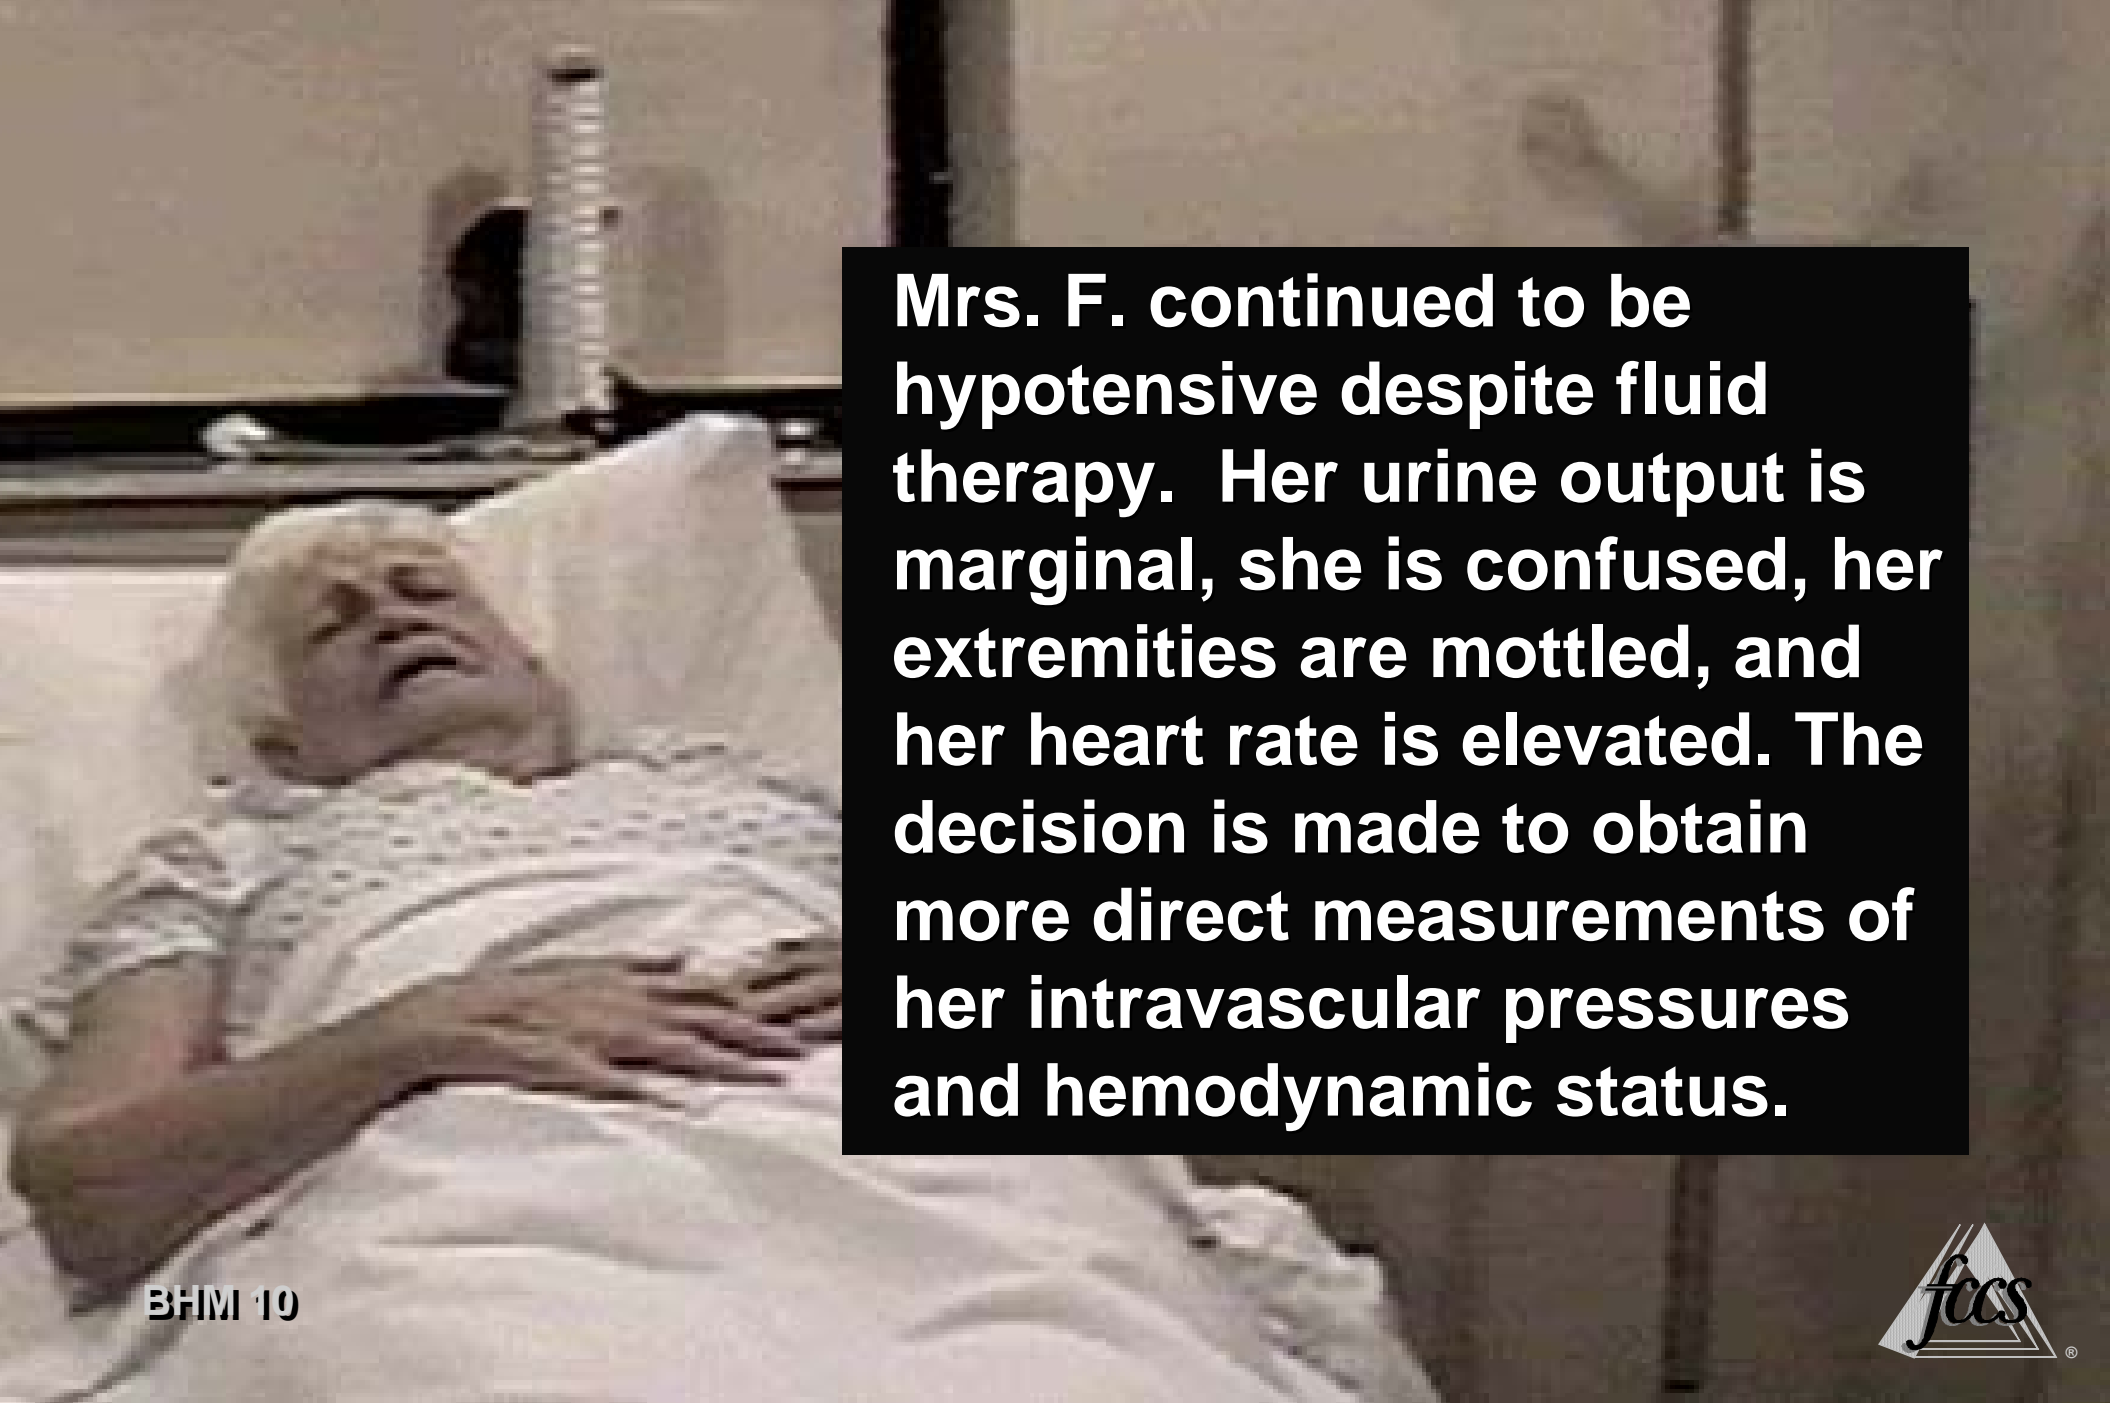 Mrs. F. continued to be
hypotensive despite fluid
therapy.  Her urine output is
marginal, she is confused, her
extremities are mottled, and
her heart rate is elevated. The
decision is made to obtain
more direct measurements of
her intravascular pressures
and hemodynamic status.
BHM 10
fccs
®